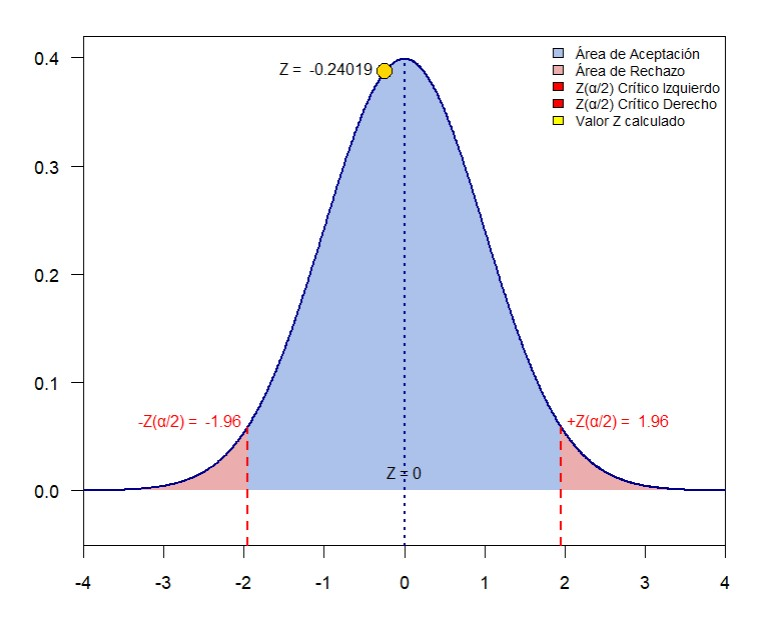 Área de Aceptación
Área de Rechazo
Z(α/2) Crítico Izquierdo
Z(α/2) Crítico Derecho
Valor Z calculado
Z = -0.24019
-Z(α/2) = -1.96
+Z(α/2) = 1.96
Z = 0
0.4
0.3
0.2
0.1
0.0
-4 -3 -2 -1 0 1 2 3 4